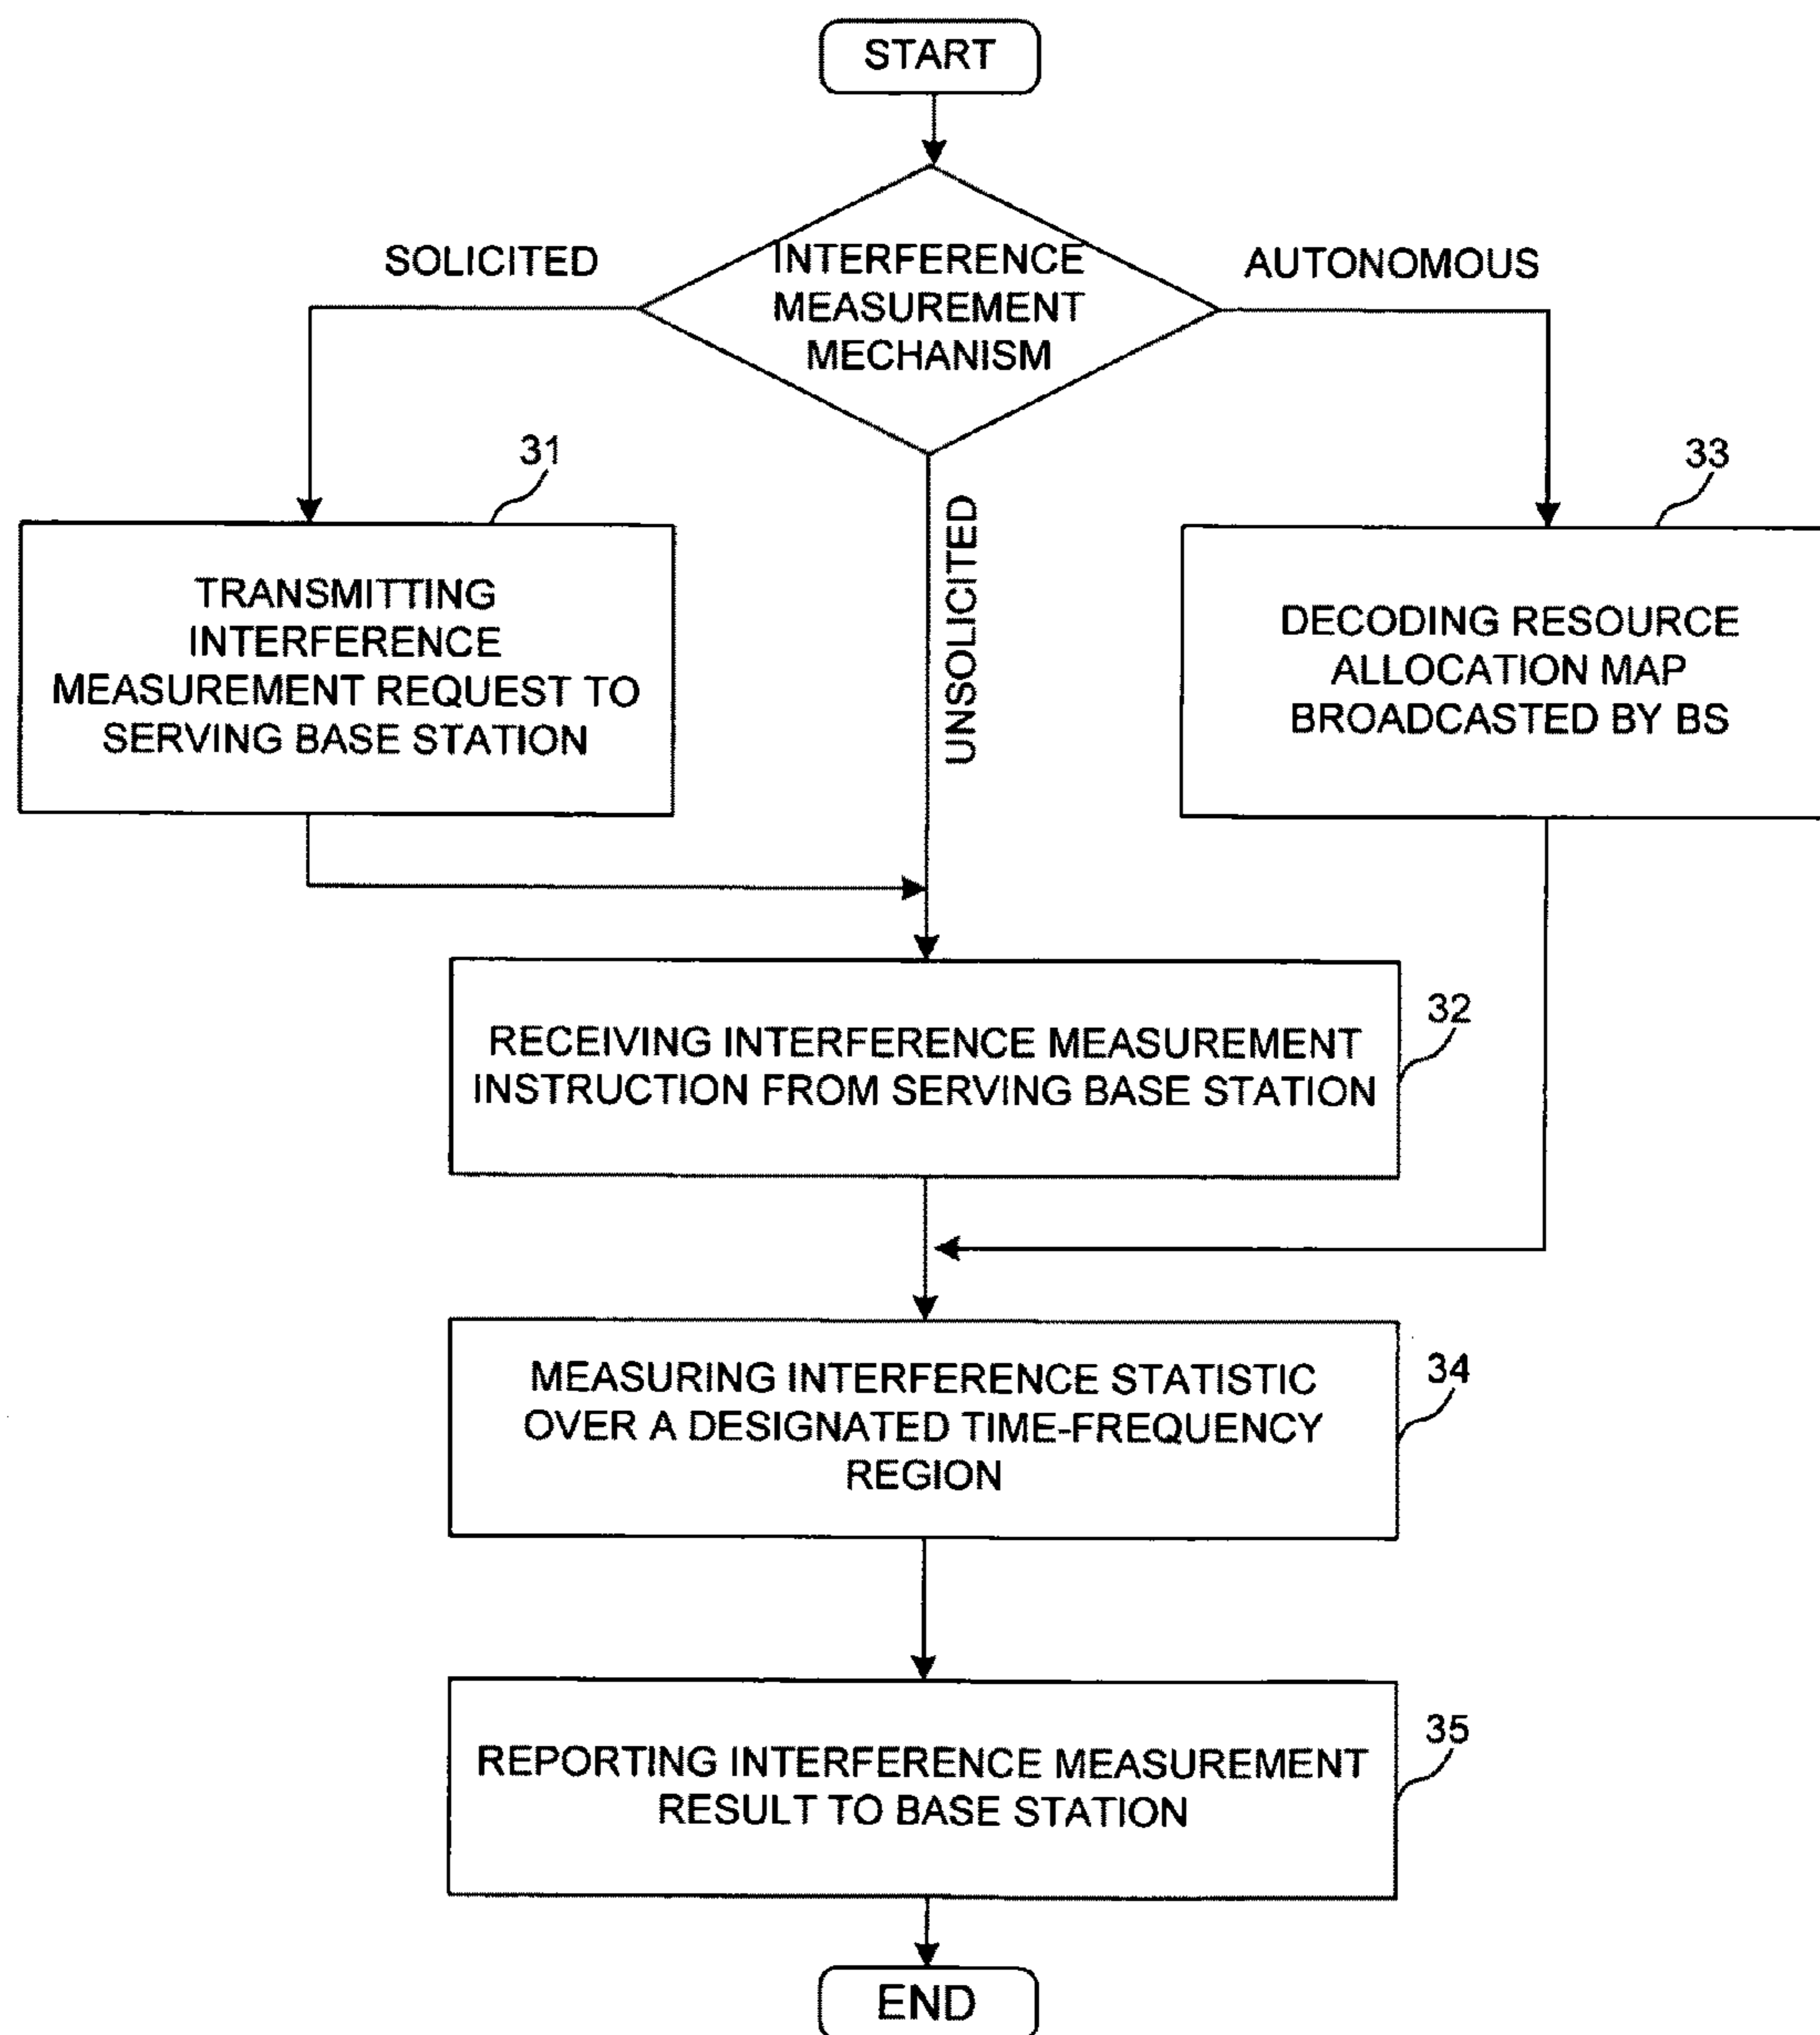 START
INTERFERENCE
MEASUREMENT
MECHANISM
SOLICITED
AUTONOMOUS
UNSOLICITED
31
TRANSMITTING
INTERFERENCE
MEASUREMENT REQUEST TO
SERVING BASE STATION
33
DECODING RESOURCE
ALLOCATION MAP
BROADCASTED BY BS
32
RECEIVING INTERFERENCE MEASUREMENT
INSTRUCTION FROM SERVING BASE STATION
34
MEASURING INTERFERENCE STATISTIC
OVER A DESIGNATED TIME-FREQUENCY
REGION
35
REPORTING INTERFERENCE MEASUREMENT
RESULT TO BASE STATION
END